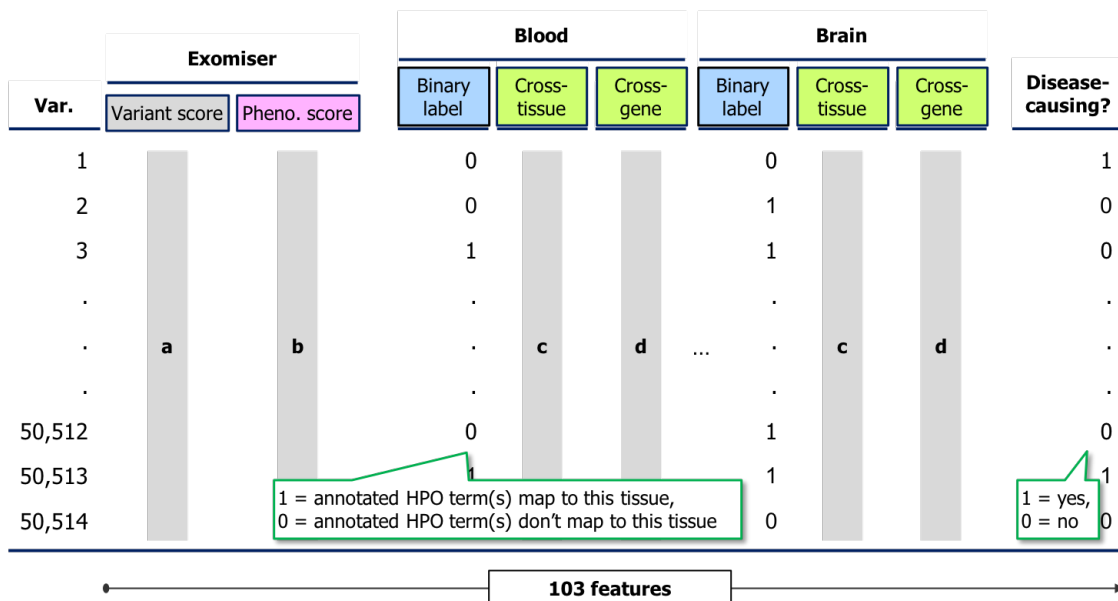 Blood
Brain
Exomiser
Var.
Variant score
Pheno. score
Binary label
Cross-tissue
Cross-gene
Binary label
Cross-tissue
Cross-gene
Disease-causing?
1 0 0 1
2 0 1 0
3 1 1 0
. . . .
. a b . c d ... . c d .
. . . .
50,512 0 1 0
50,513 1 1 1
1 = annotated HPO term(s) map to this tissue,
0 = annotated HPO term(s) don't map to this tissue
1 = yes,
0 = no
50,514 0 0
103 features